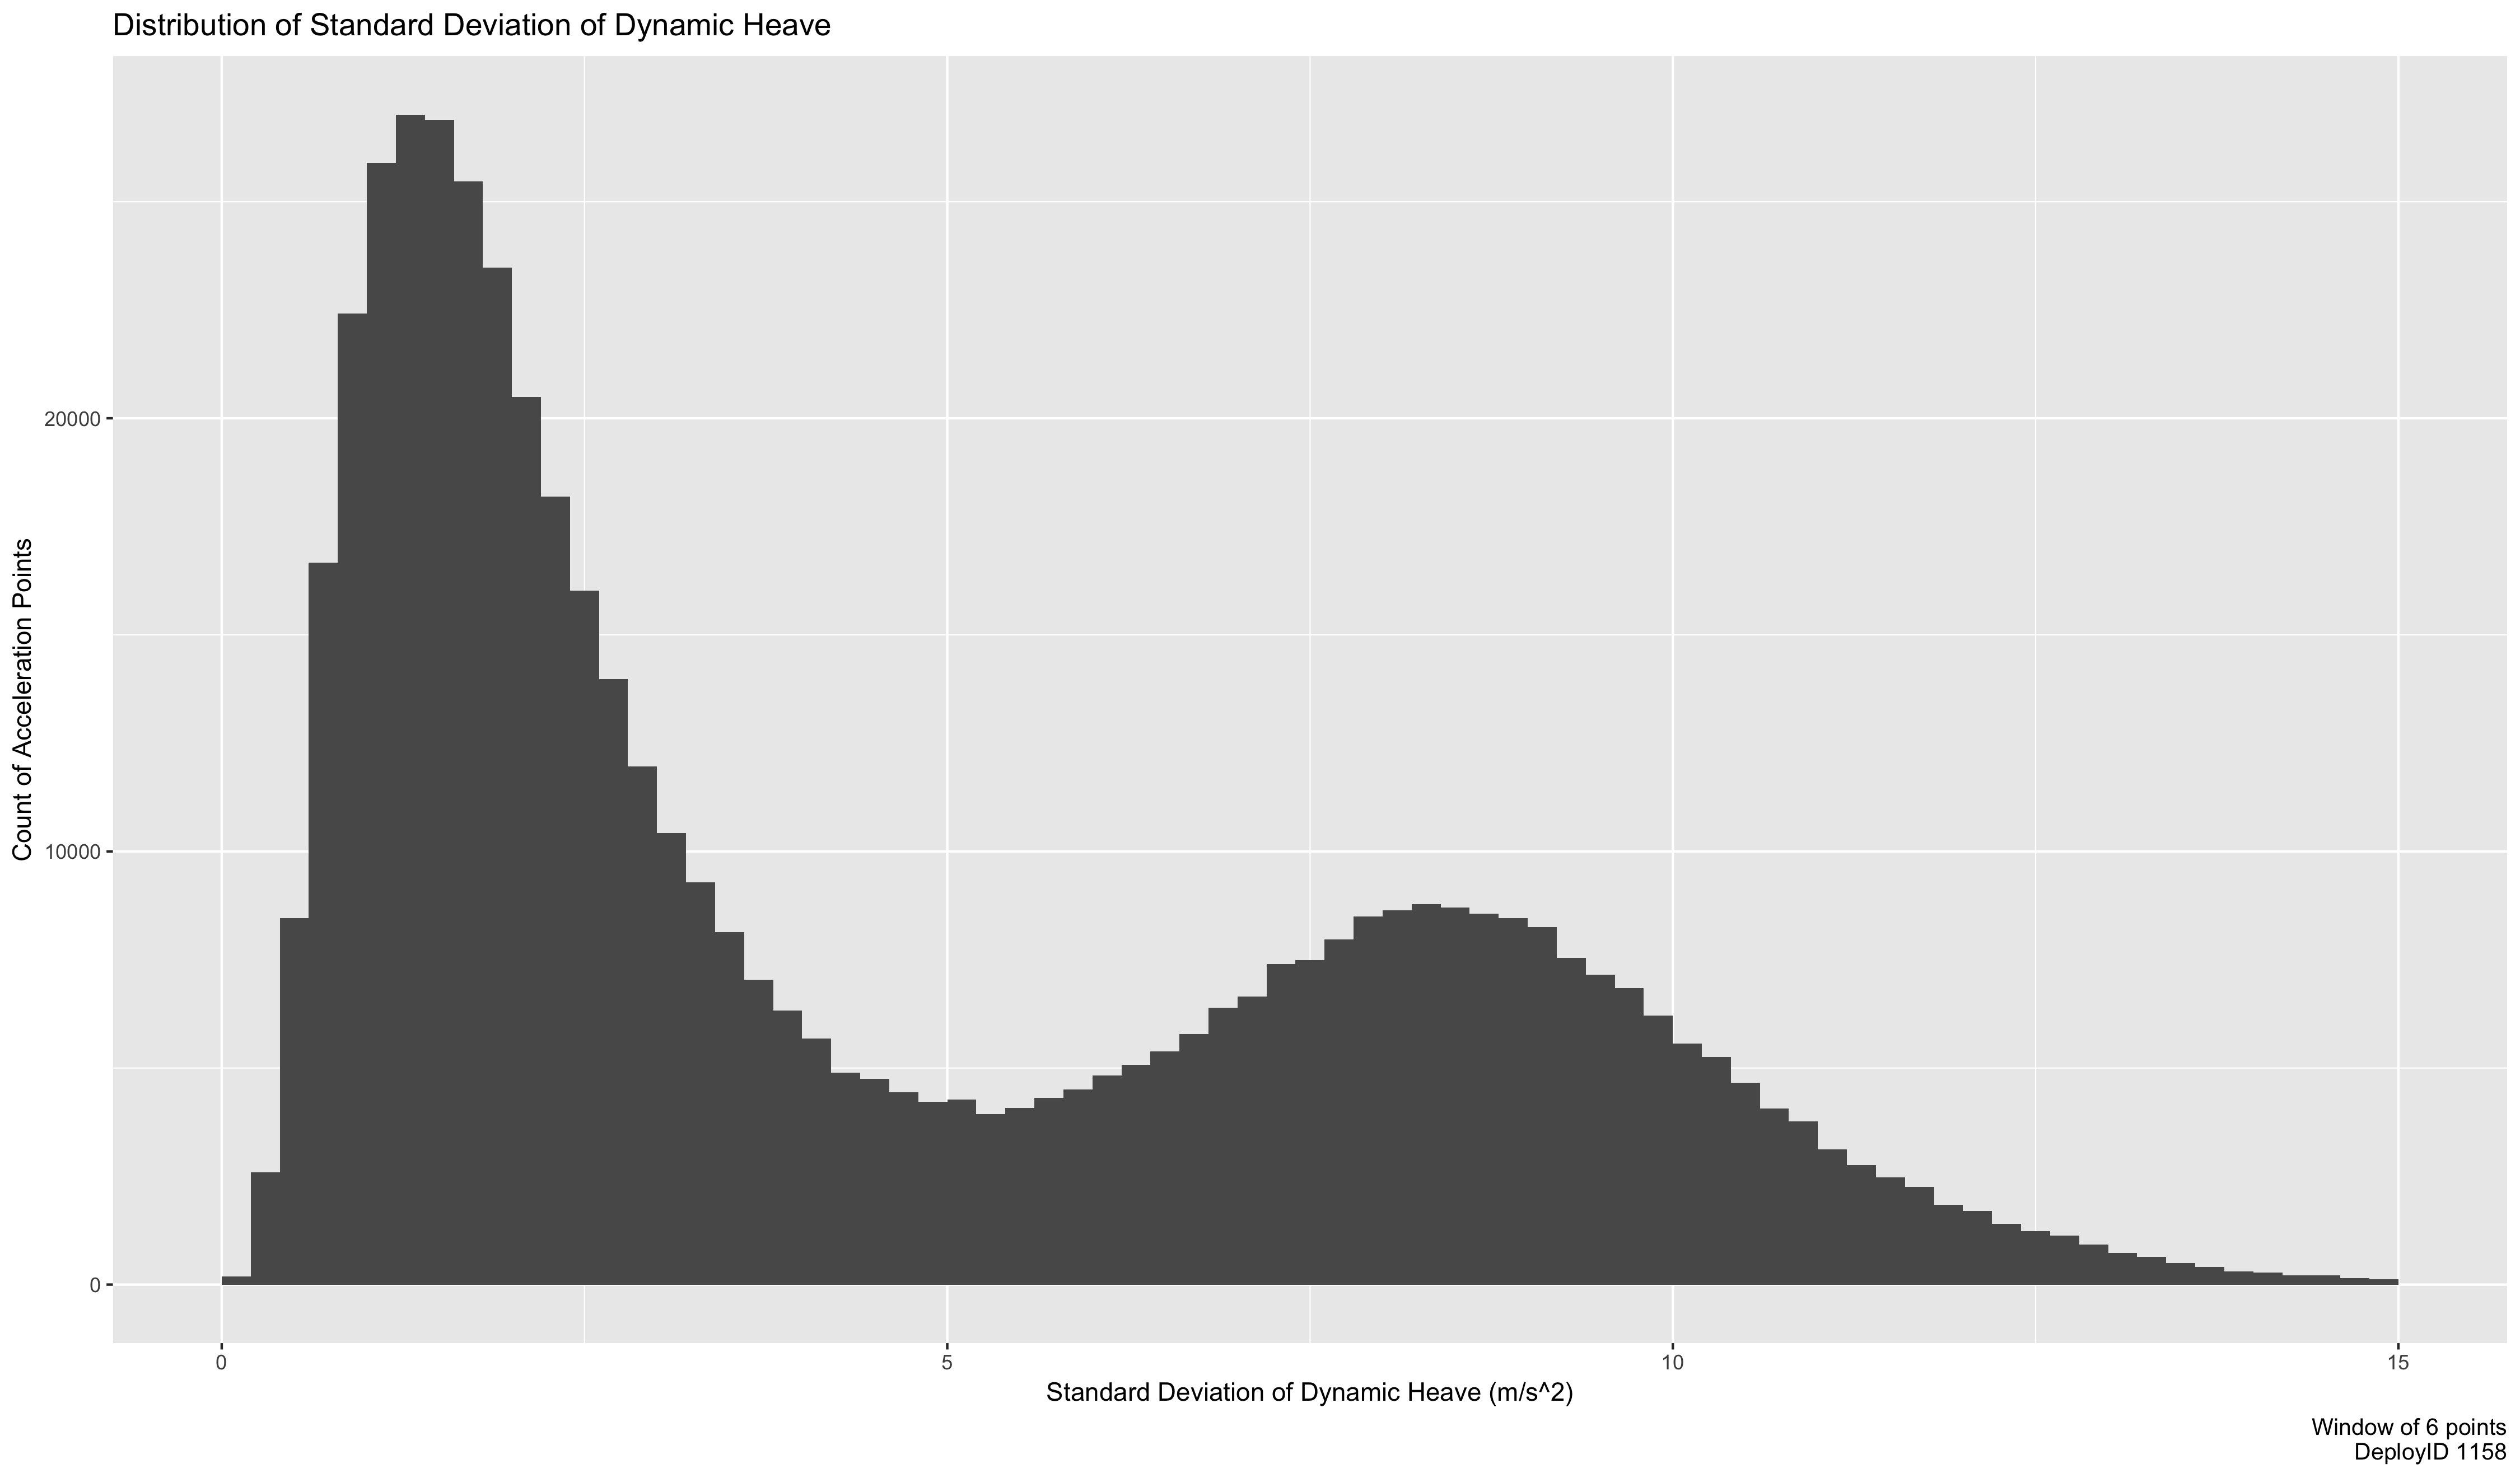 Distribution of Standard Deviation of Dynamic Heave
Count of Acceleration Points
20000
10000
0
0
5
10
15
Standard Deviation of Dynamic Heave (m/s^2)
Window of 6 points
DeployID 1158